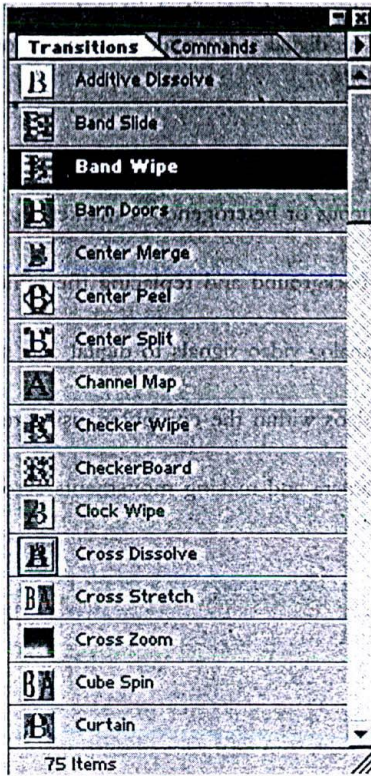 Transitions Commands
Additive Dissolve
Band Slide
Band Wipe
Barn Doors
Center Merge
Center Peel
Center Split
Channel Map
Checker Wipe
CheckerBoard
Clock Wipe
Cross Dissolve
Cross Stretch
Cross Zoom
Cube Spin
Curtain
75 Items